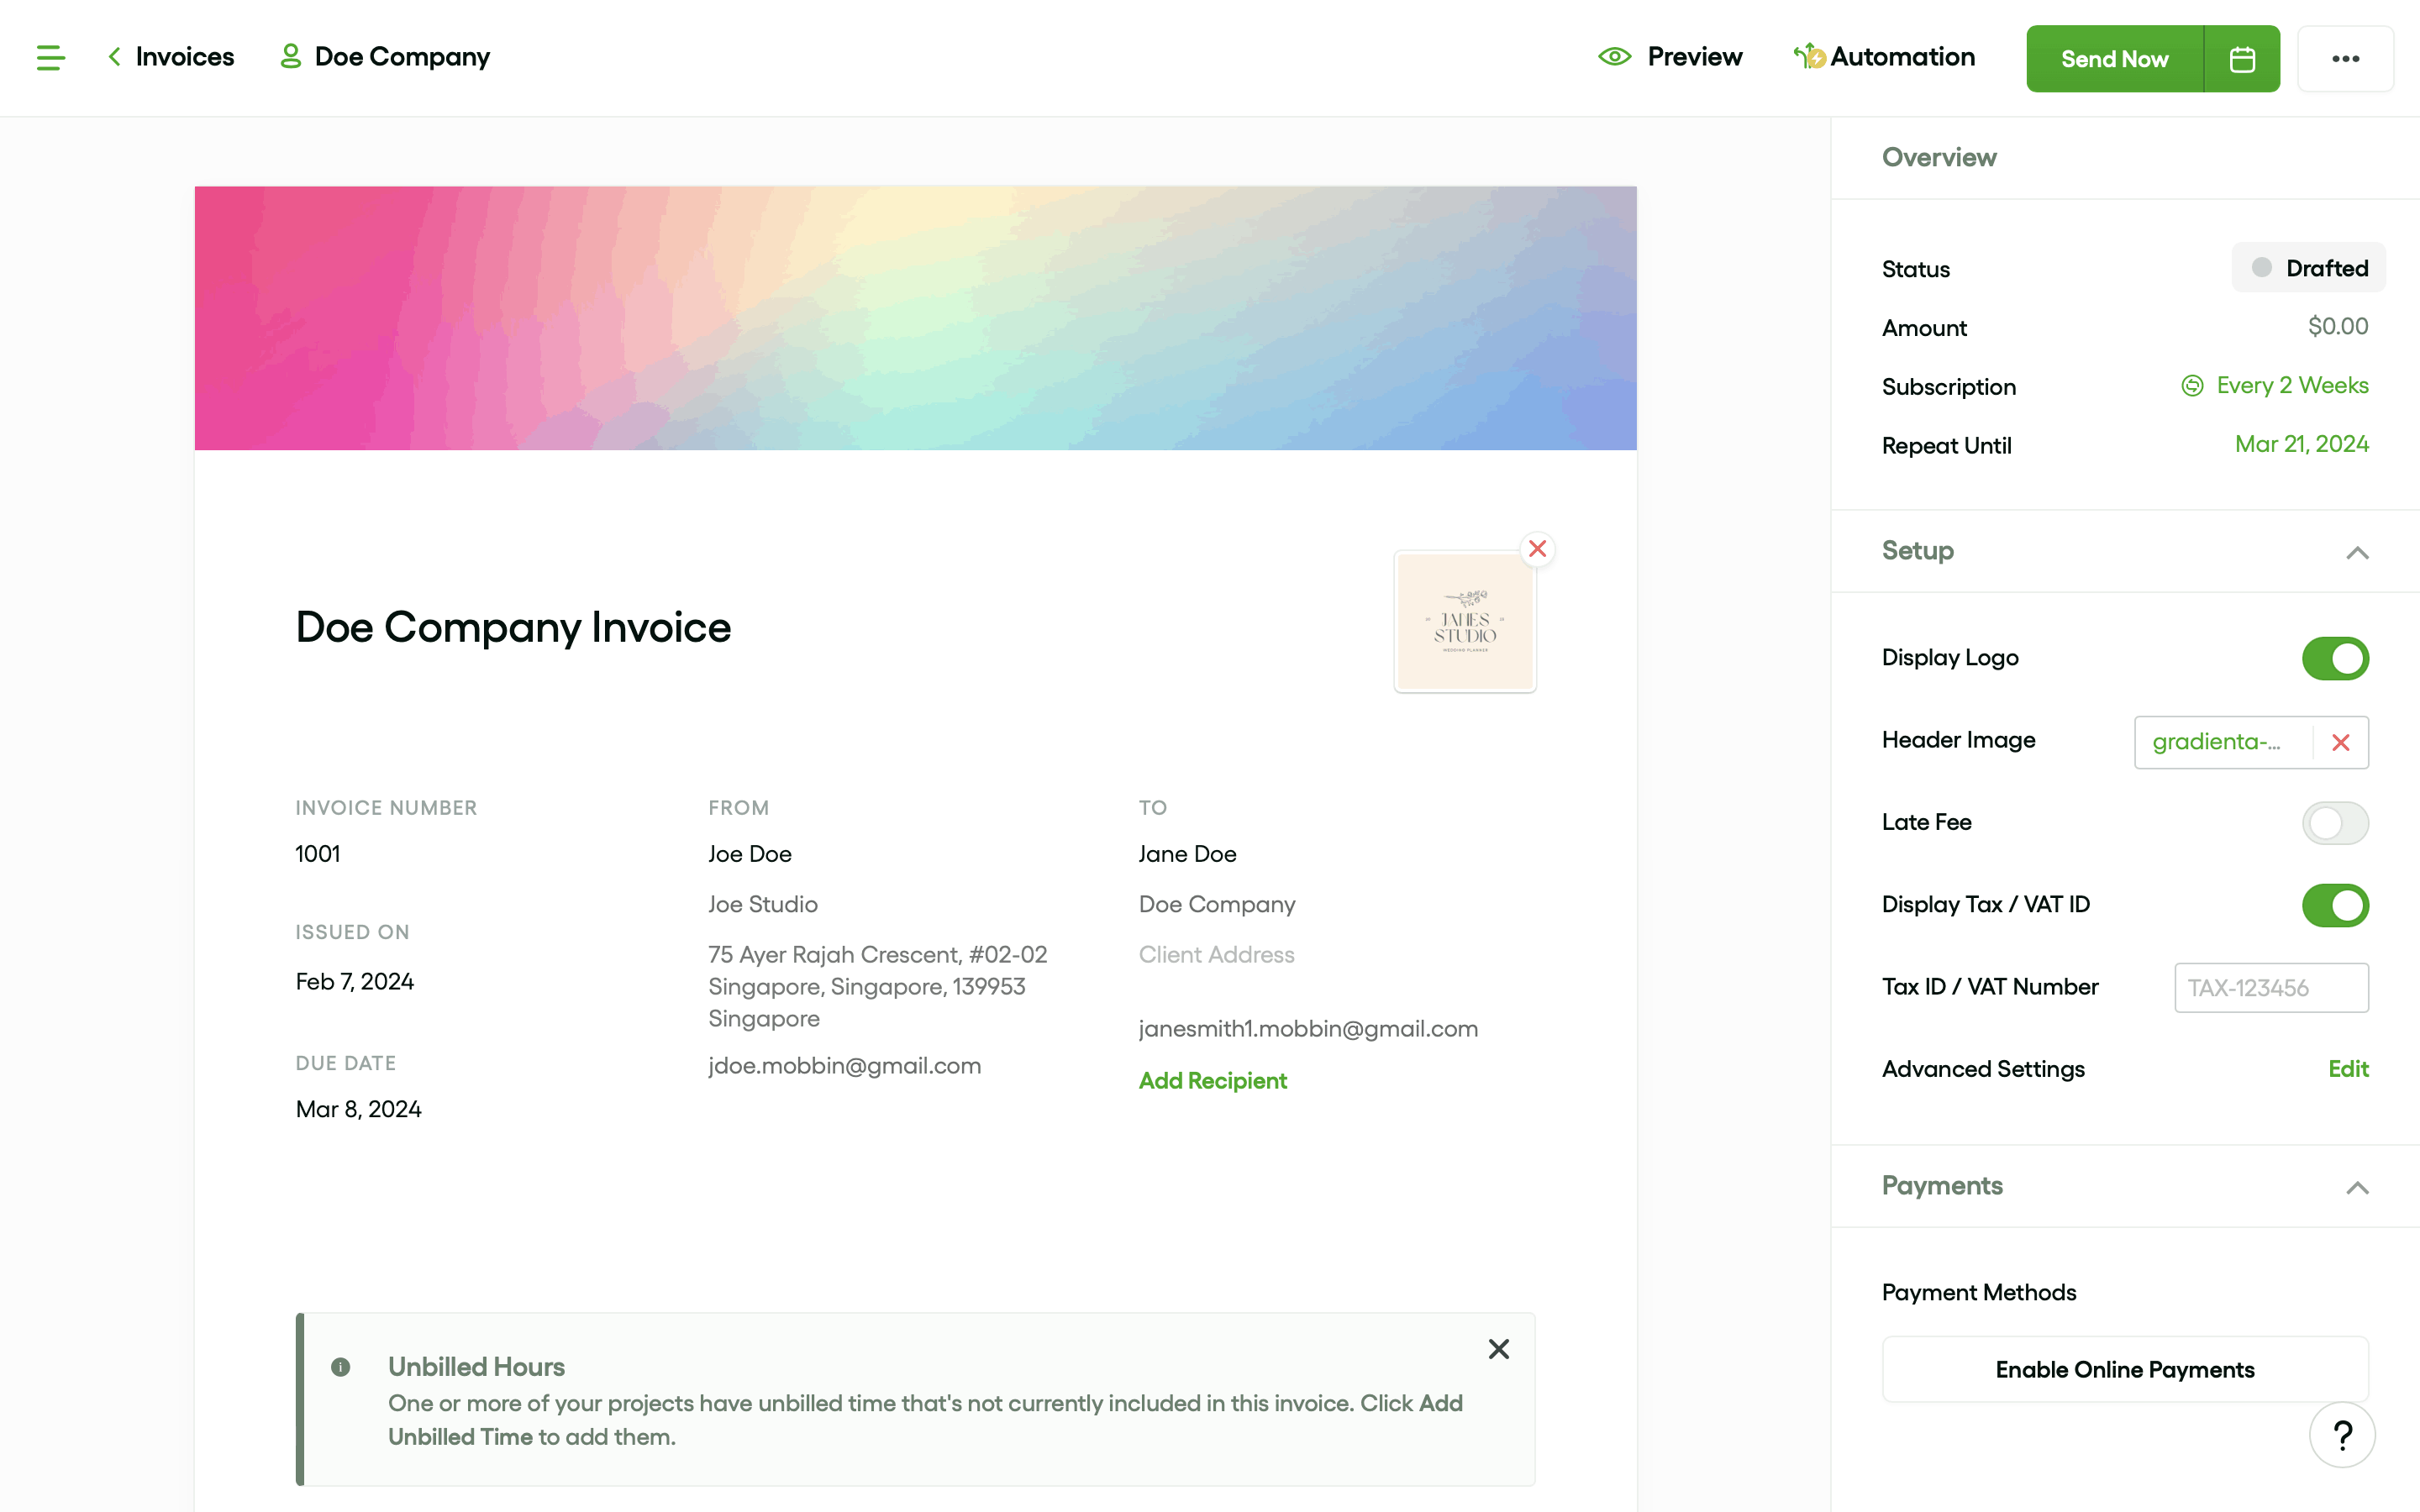 Invoices
Doe Company
Preview
Automation
Send Now
Overview
Status
Drafted
Amount
$0.00
Subscription
Every 2 Weeks
Repeat Until
Mar 21, 2024
Setup
Display Logo
Header Image
gradienta-...
Late Fee
Display Tax / VAT ID
Tax ID / VAT Number
TAX-123456
Advanced Settings
Edit
Payments
Payment Methods
Enable Online Payments
?
Doe Company Invoice
JANES
STUDIO
WEDDING PLANNER
INVOICE NUMBER
1001
ISSUED ON
Feb 7, 2024
DUE DATE
Mar 8, 2024
FROM
Joe Doe
Joe Studio
75 Ayer Rajah Crescent, #02-02
Singapore, Singapore, 139953
Singapore
jdoe.mobbin@gmail.com
TO
Jane Doe
Doe Company
Client Address
janesmith1.mobbin@gmail.com
Add Recipient
Unbilled Hours
One or more of your projects have unbilled time that's not currently included in this invoice. Click Add
Unbilled Time to add them.